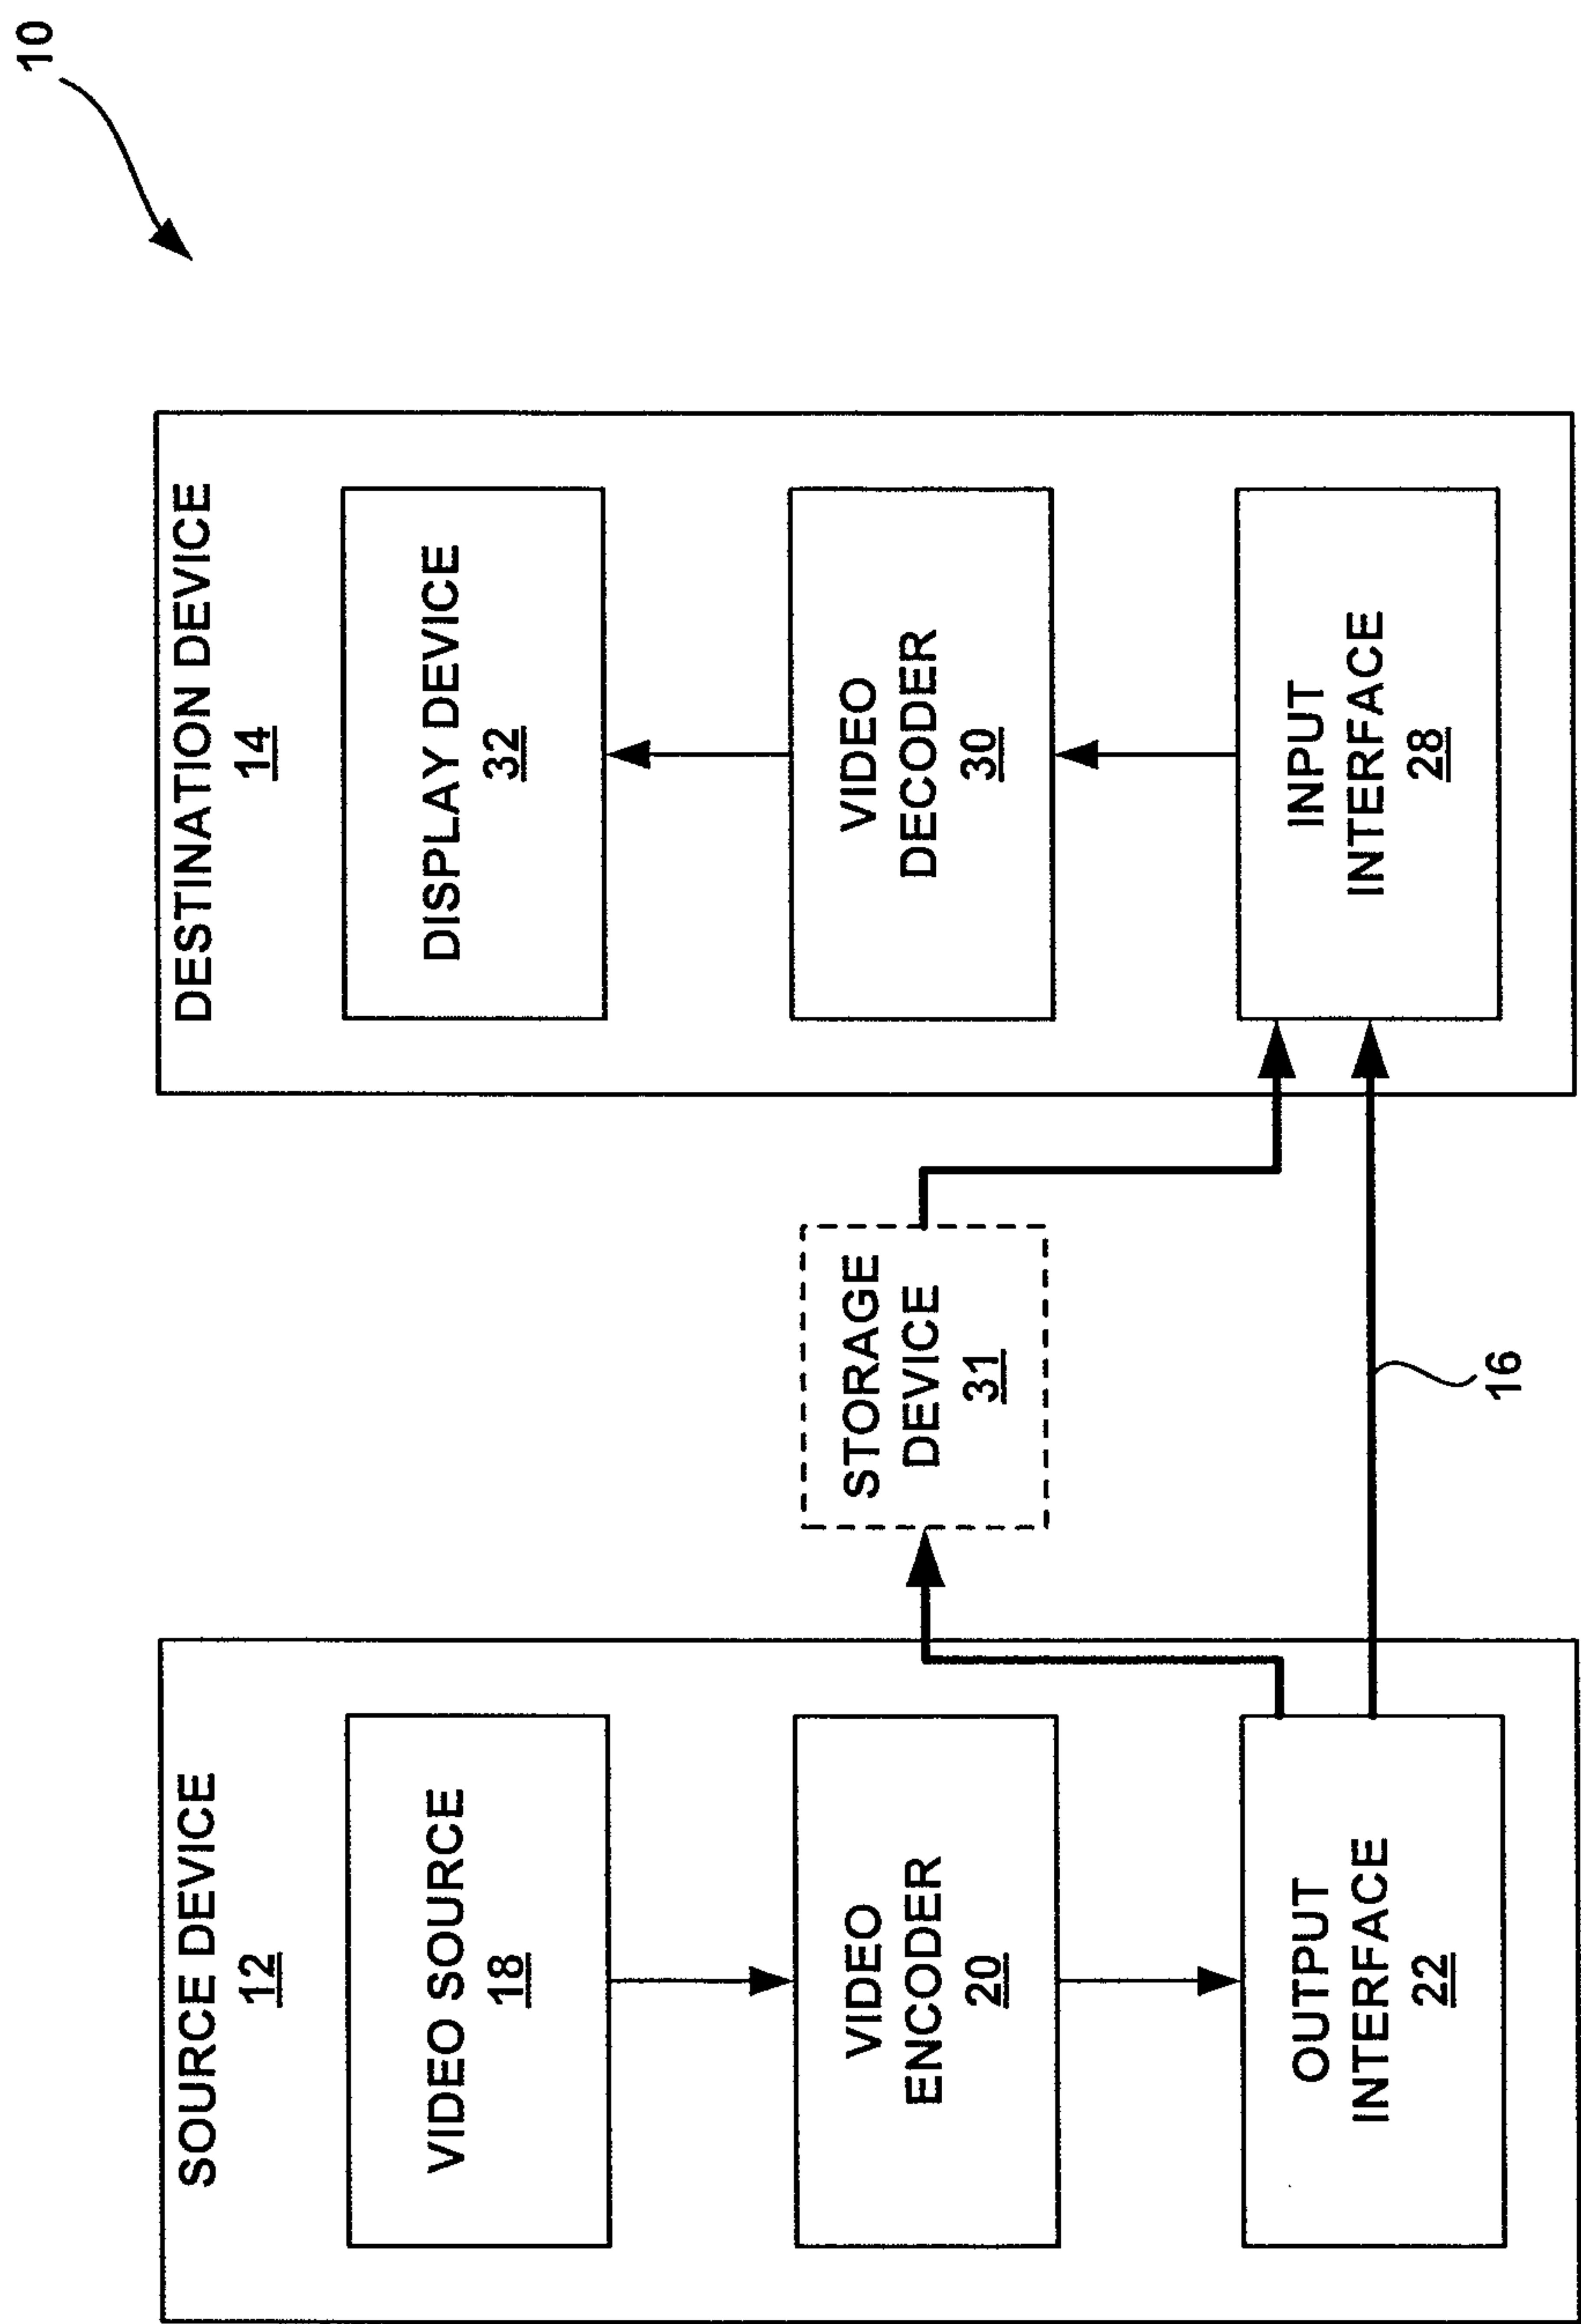 10
SOURCE DEVICE
12
VIDEO SOURCE
18
VIDEO
ENCODER
20
OUTPUT
INTERFACE
22
STORAGE
DEVICE
31
16
DESTINATION DEVICE
14
DISPLAY DEVICE
32
VIDEO
DECODER
30
INPUT
INTERFACE
28